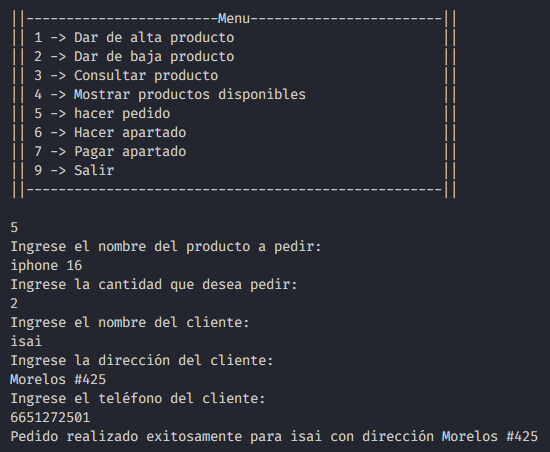 ||------------------------Menu------------------------||
|| 1 -> Dar de alta producto ||
|| 2 -> Dar de baja producto ||
|| 3 -> Consultar producto ||
|| 4 -> Mostrar productos disponibles ||
|| 5 -> hacer pedido ||
|| 6 -> Hacer apartado ||
|| 7 -> Pagar apartado ||
|| 9 -> Salir ||
||----------------------------------------------------||
5
Ingrese el nombre del producto a pedir:
iphone 16
Ingrese la cantidad que desea pedir:
2
Ingrese el nombre del cliente:
isai
Ingrese la dirección del cliente:
Morelos #425
Ingrese el teléfono del cliente:
6651272501
Pedido realizado exitosamente para isai con dirección Morelos #425